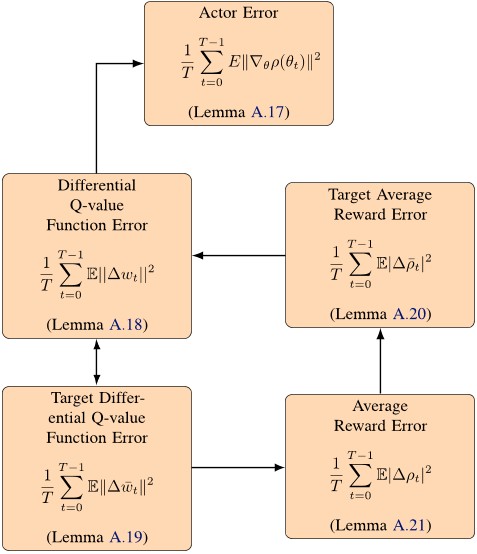 Actor Error
$\frac{1}{T}\sum_{t=0}^{T-1} E\|\nabla_\theta \rho(\theta_t)\|^2$
(Lemma A.17)
Differential
Q-value
Function Error
$\frac{1}{T}\sum_{t=0}^{T-1} \mathbb{E}||\Delta w_t||^2$
(Lemma A.18)
Target Average
Reward Error
$\frac{1}{T}\sum_{t=0}^{T-1} \mathbb{E}|\Delta \bar{\rho}_t|^2$
(Lemma A.20)
Target Differ-
ential Q-value
Function Error
$\frac{1}{T}\sum_{t=0}^{T-1} \mathbb{E}\|\Delta \bar{w}_t\|^2$
(Lemma A.19)
Average
Reward Error
$\frac{1}{T}\sum_{t=0}^{T-1} \mathbb{E}|\Delta \rho_t|^2$
(Lemma A.21)